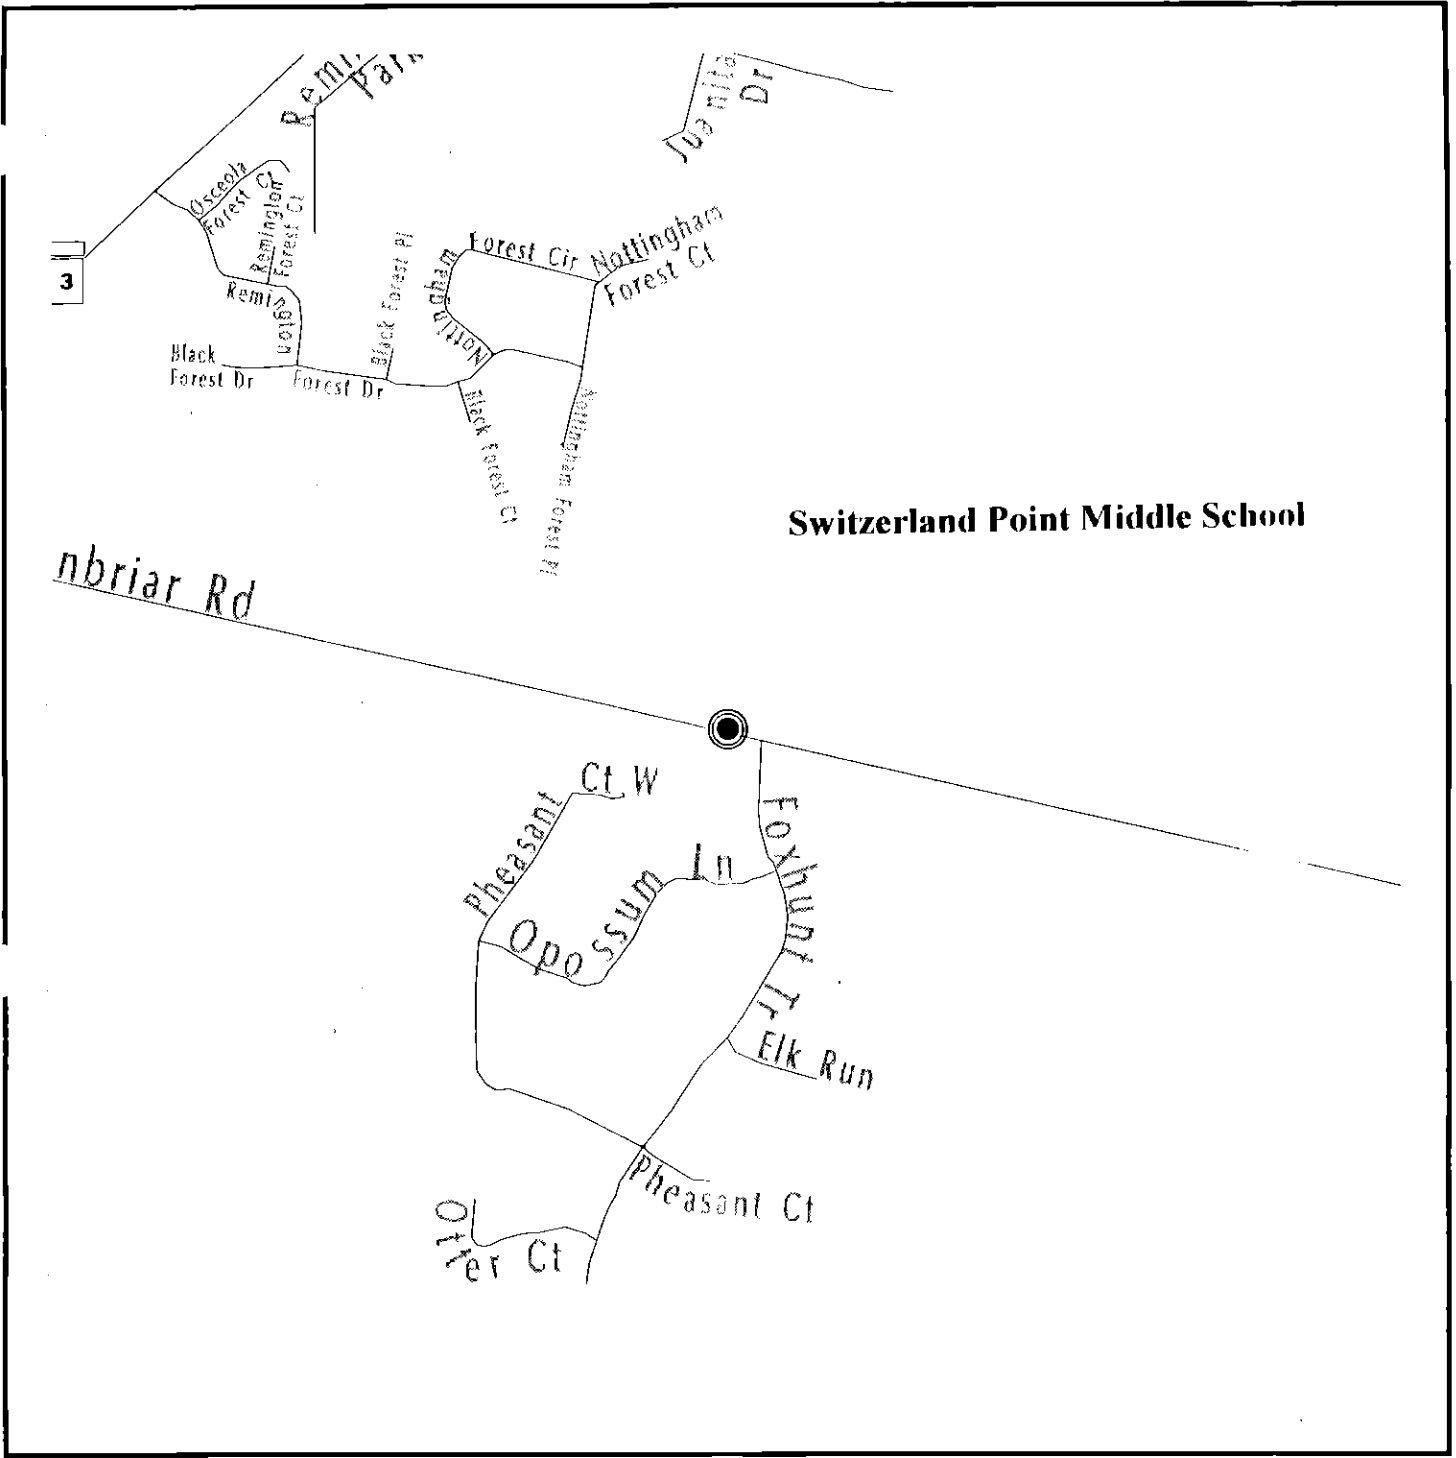 Juanita
Dr
Osceola
Forest Ct
Remington
Forest Ct
3
Remington
Black
Forest Dr
Forest Dr
Black Forest Pl
Nottingham
Forest Cir
Nottingham
Forest Ct
Black Forest Ct
Nottingham Forest Pl
Switzerland Point Middle School
nbriar Rd
Pheasant
Ct W
Opossum
Ln
Foxhunt Tr
Elk Run
Pheasant Ct
Otter Ct